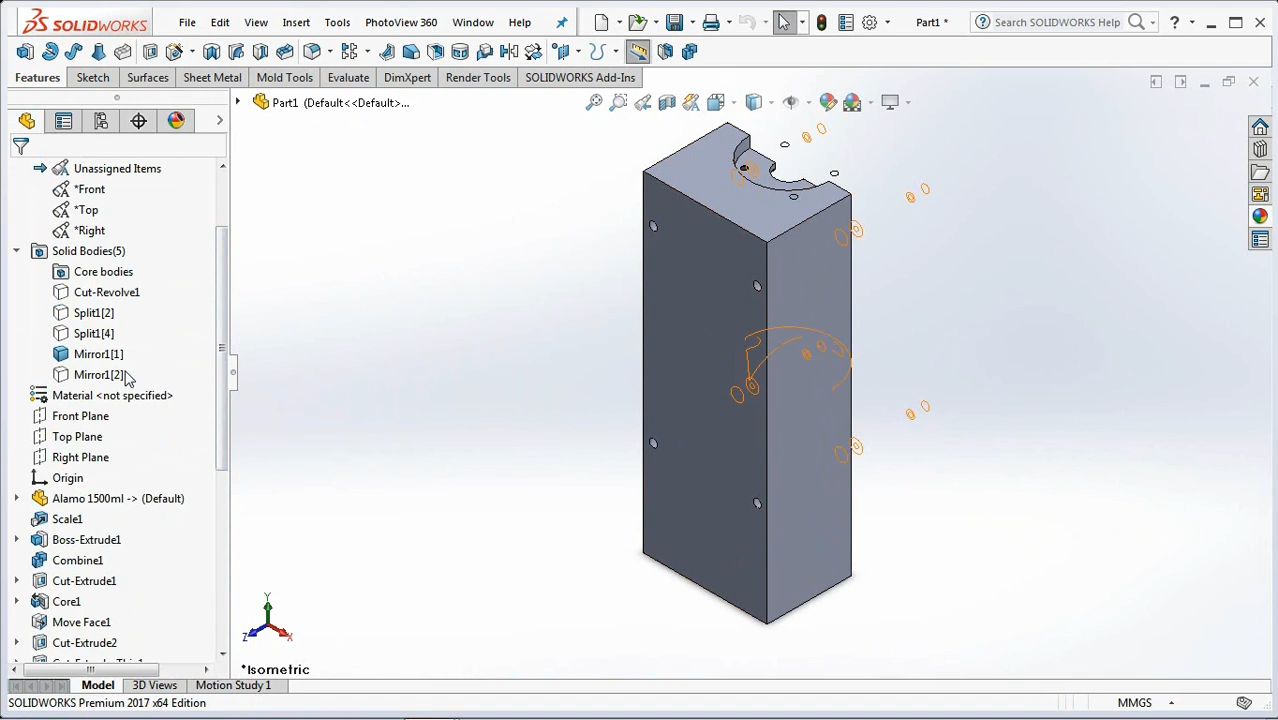 SOLIDWORKS
File Edit View Insert Tools PhotoView 360 Window Help
Part1 *
Search SOLIDWORKS Help
Features Sketch Surfaces Sheet Metal Mold Tools Evaluate DimXpert Render Tools SOLIDWORKS Add-Ins
Part1 (Default<<Default>...
Unassigned Items
*Front
*Top
*Right
Solid Bodies(5)
Core bodies
Cut-Revolve1
Split1[2]
Split1[4]
Mirror1[1]
Mirror1[2]
Material <not specified>
Front Plane
Top Plane
Right Plane
Origin
Alamo 1500ml -> (Default)
Scale1
Boss-Extrude1
Combine1
Cut-Extrude1
Core1
Move Face1
Cut-Extrude2
Y
Z
X
*Isometric
Model 3D Views Motion Study 1
SOLIDWORKS Premium 2017 x64 Edition
MMGS